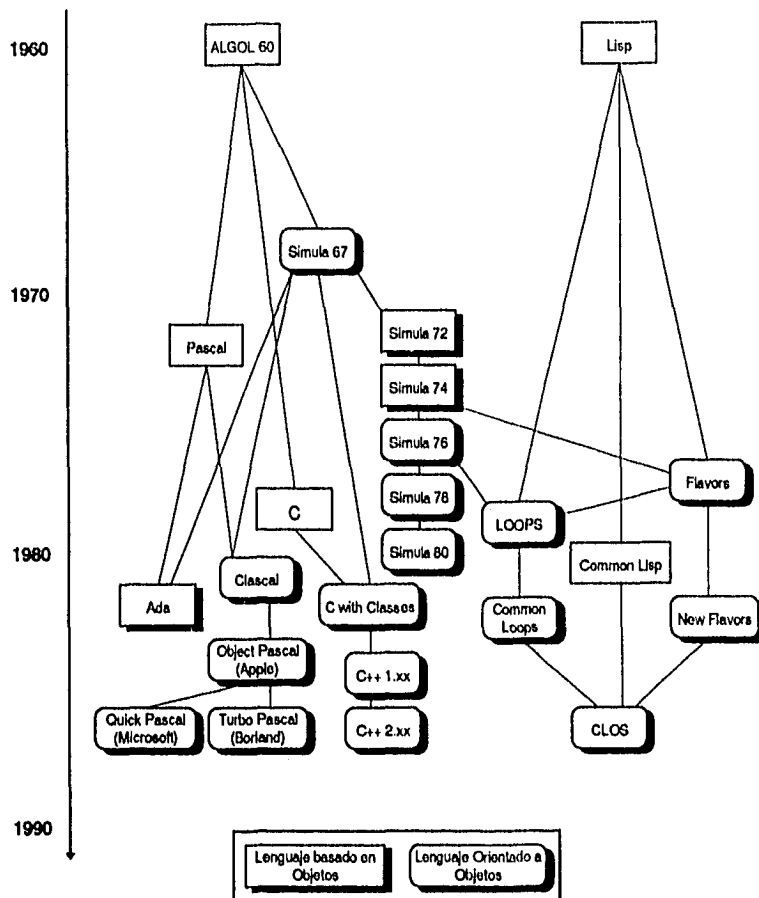 1960
ALGOL 60
Lisp
Simula 67
1970
Simula 72
Pascal
Simula 74
Simula 76
Flavors
Simula 78
C
LOOPS
Simula 80
1980
Common Lisp
Clascal
Ada
C with Classes
Common
Loops
New Flavors
Object Pascal
(Apple)
C++ 1.xx
Quick Pascal
(Microsoft)
Turbo Pascal
(Borland)
C++ 2.xx
CLOS
1990
Lenguaje basado en
Objetos
Lenguaje Orientado a
Objetos